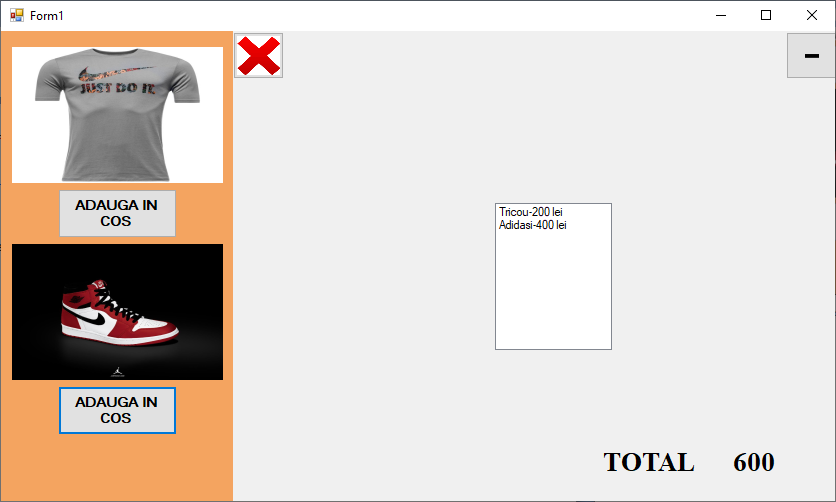 Form1
JUST DO IT
ADAUGA IN
COS
ADAUGA IN
COS
Tricou-200 lei
Adidasi-400 lei
TOTAL 600